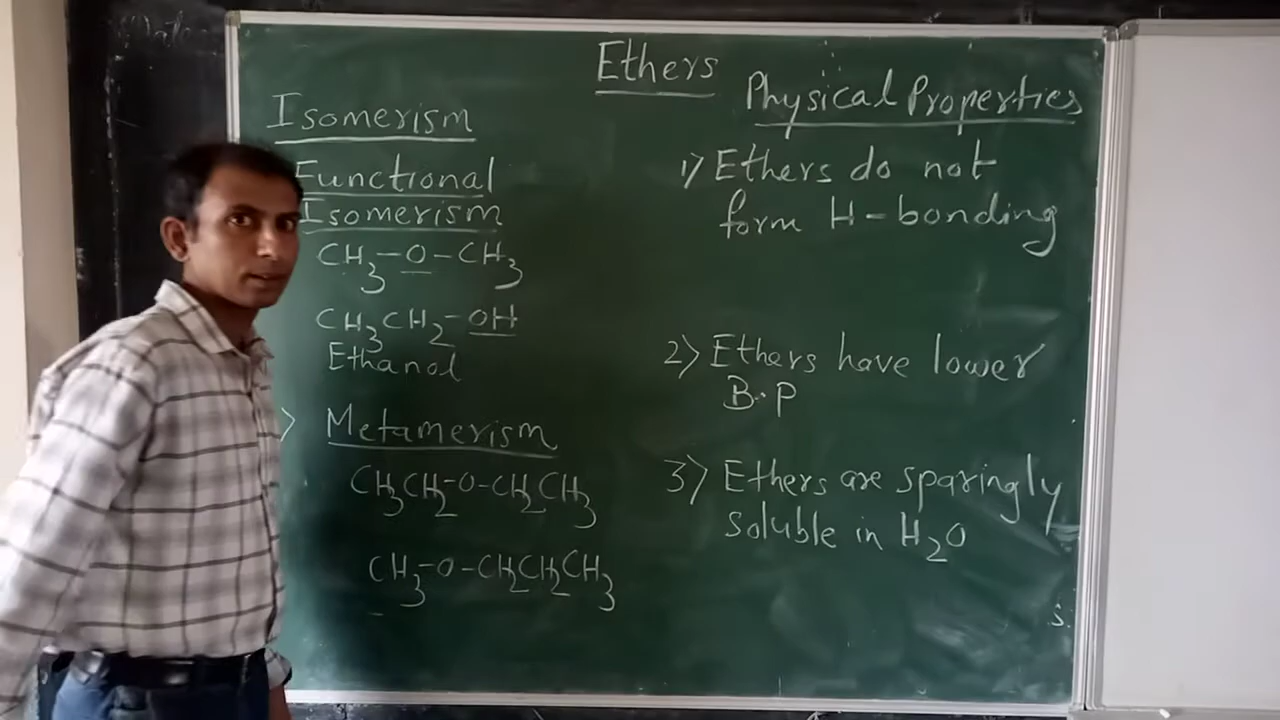 Ethers
Isomerism
Functional
Isomerism
CH3-O-CH3
CH3CH2-OH
Ethanol
> Metamerism
CH3CH2-O-CH2CH3
CH3-O-CH2CH2CH3
Physical Properties
1) Ethers do not
form H-bonding
2) Ethers have lower
B.P
3) Ethers are sparingly
soluble in H2O